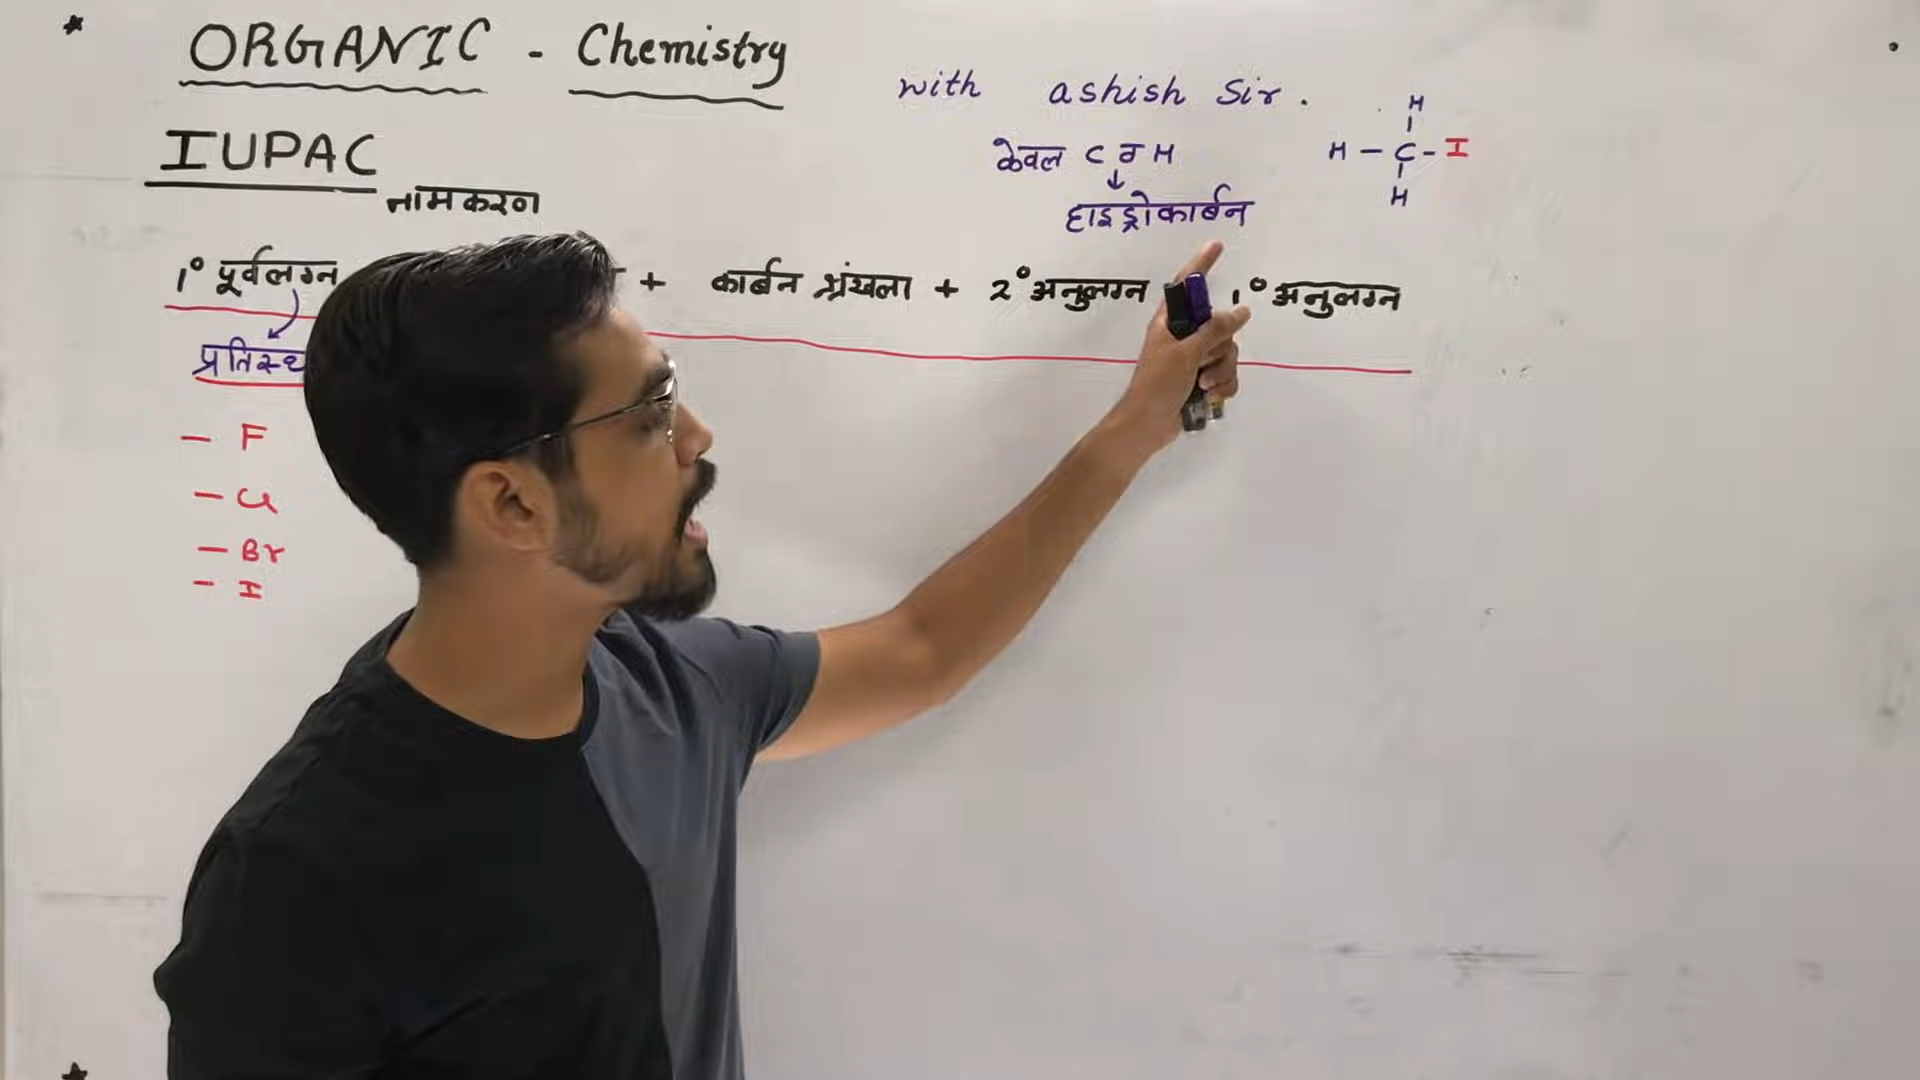 ORGANIC - Chemistry
with ashish Sir.
IUPAC
नामकरण
केवल C व H
↓
हाइड्रोकार्बन
H
H - C - I
H
1° पूर्वलग्न + कार्बन श्रंखला + 2° अनुलग्न 1° अनुलग्न
- F
- Cl
- Br
- I